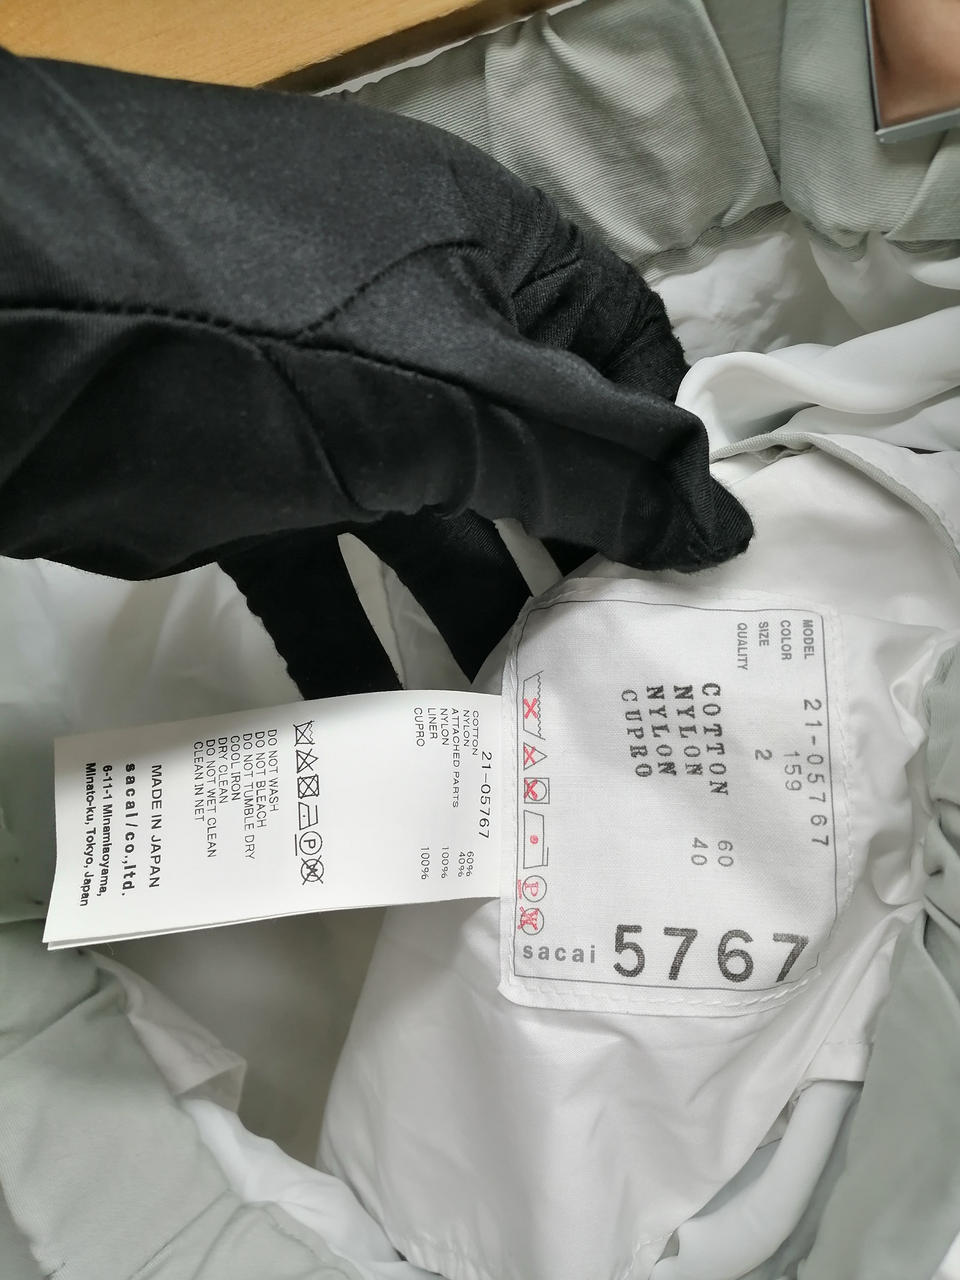 21-05767
COTTON 60%
NYLON 40%
ATTACHED PARTS
NYLON 100%
LINER
CUPRO 100%
P
DO NOT WASH
DO NOT BLEACH
DO NOT TUMBLE DRY
COOL IRON
DRY CLEAN
DO NOT WET CLEAN
CLEAN IN NET
MADE IN JAPAN
sacai/co.,ltd.
6-11-1 Minamiaoyama,
Minato-ku, Tokyo, Japan
MODEL 21-05767
COLOR 159
SIZE 2
QUALITY
COTTON 60
NYLON 40
NYLON
CUPRO
P
sacai 5767